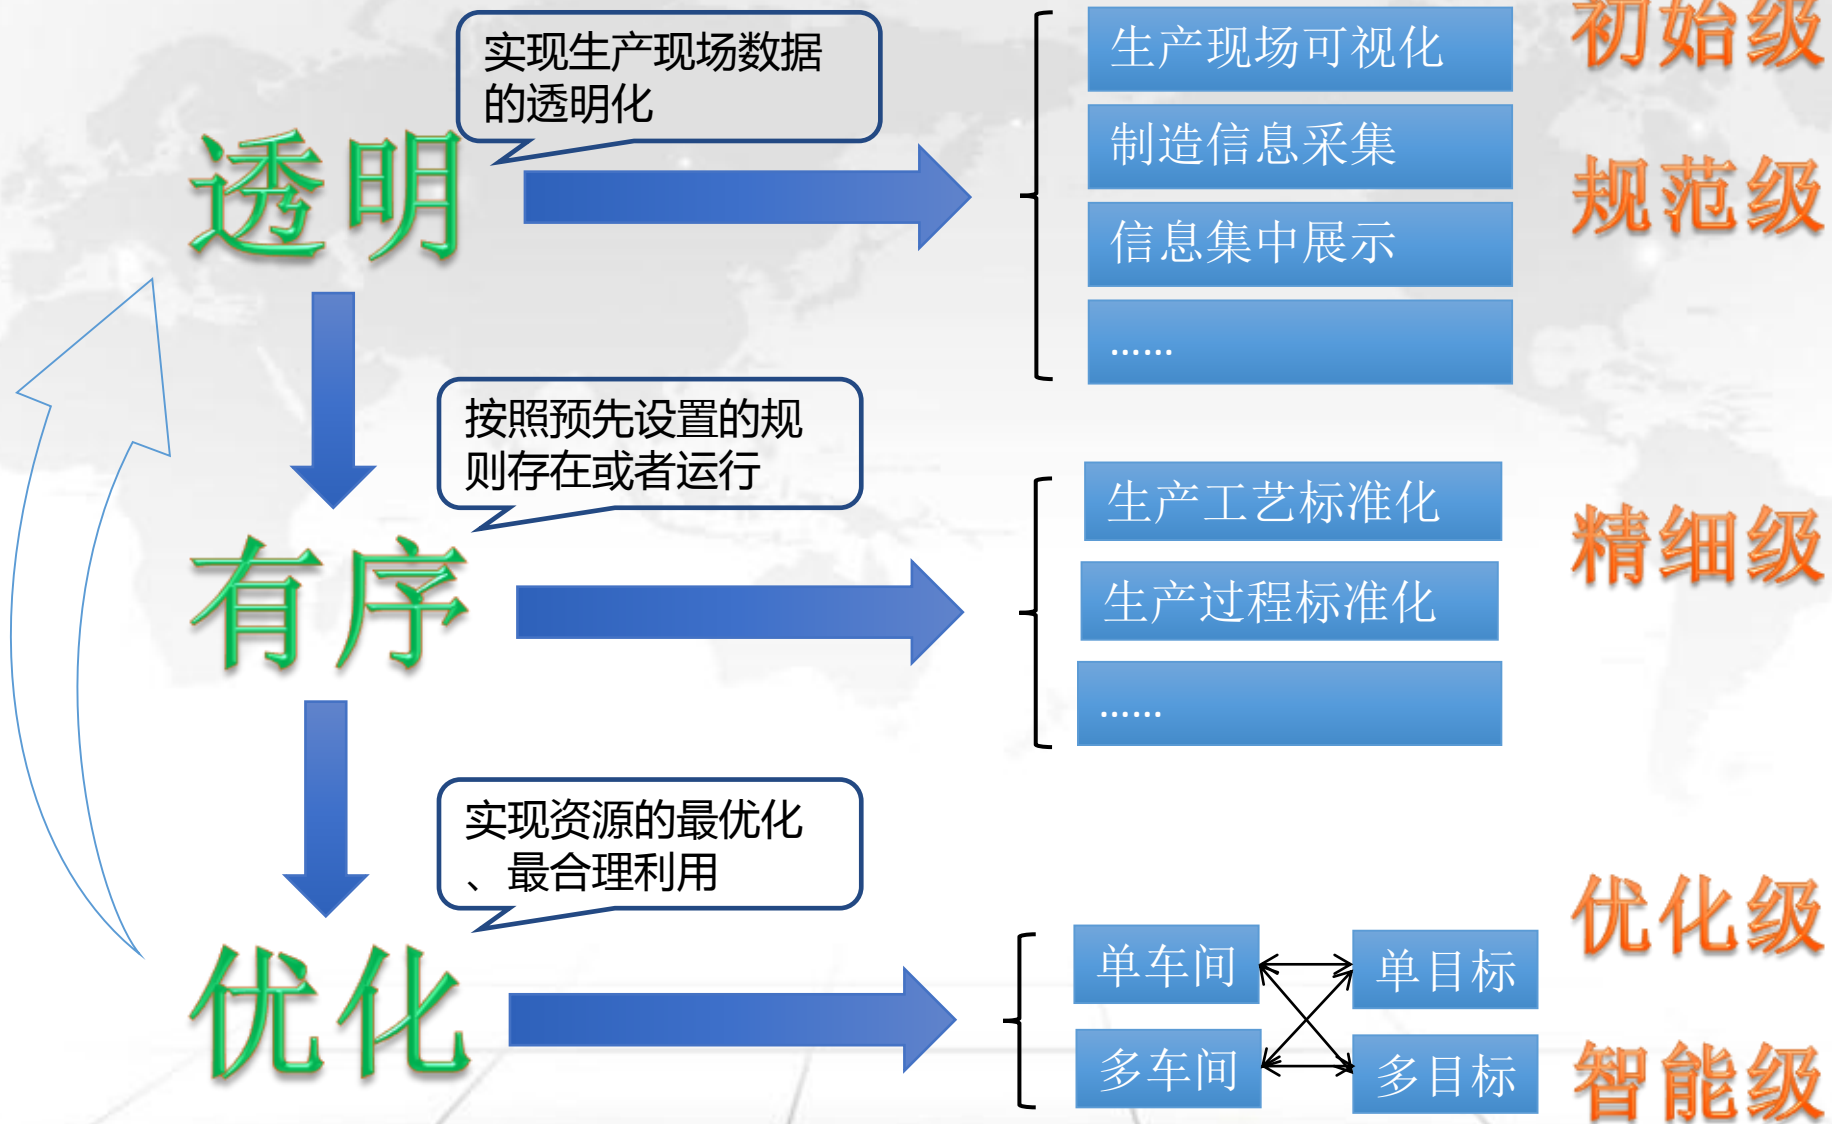 实现生产现场数据
的透明化
透明
生产现场可视化
制造信息采集
信息集中展示
……
初始级
规范级
按照预先设置的规
则存在或者运行
有序
生产工艺标准化
生产过程标准化
……
精细级
实现资源的最优化
、最合理利用
优化
单车间
单目标
多车间
多目标
优化级
智能级